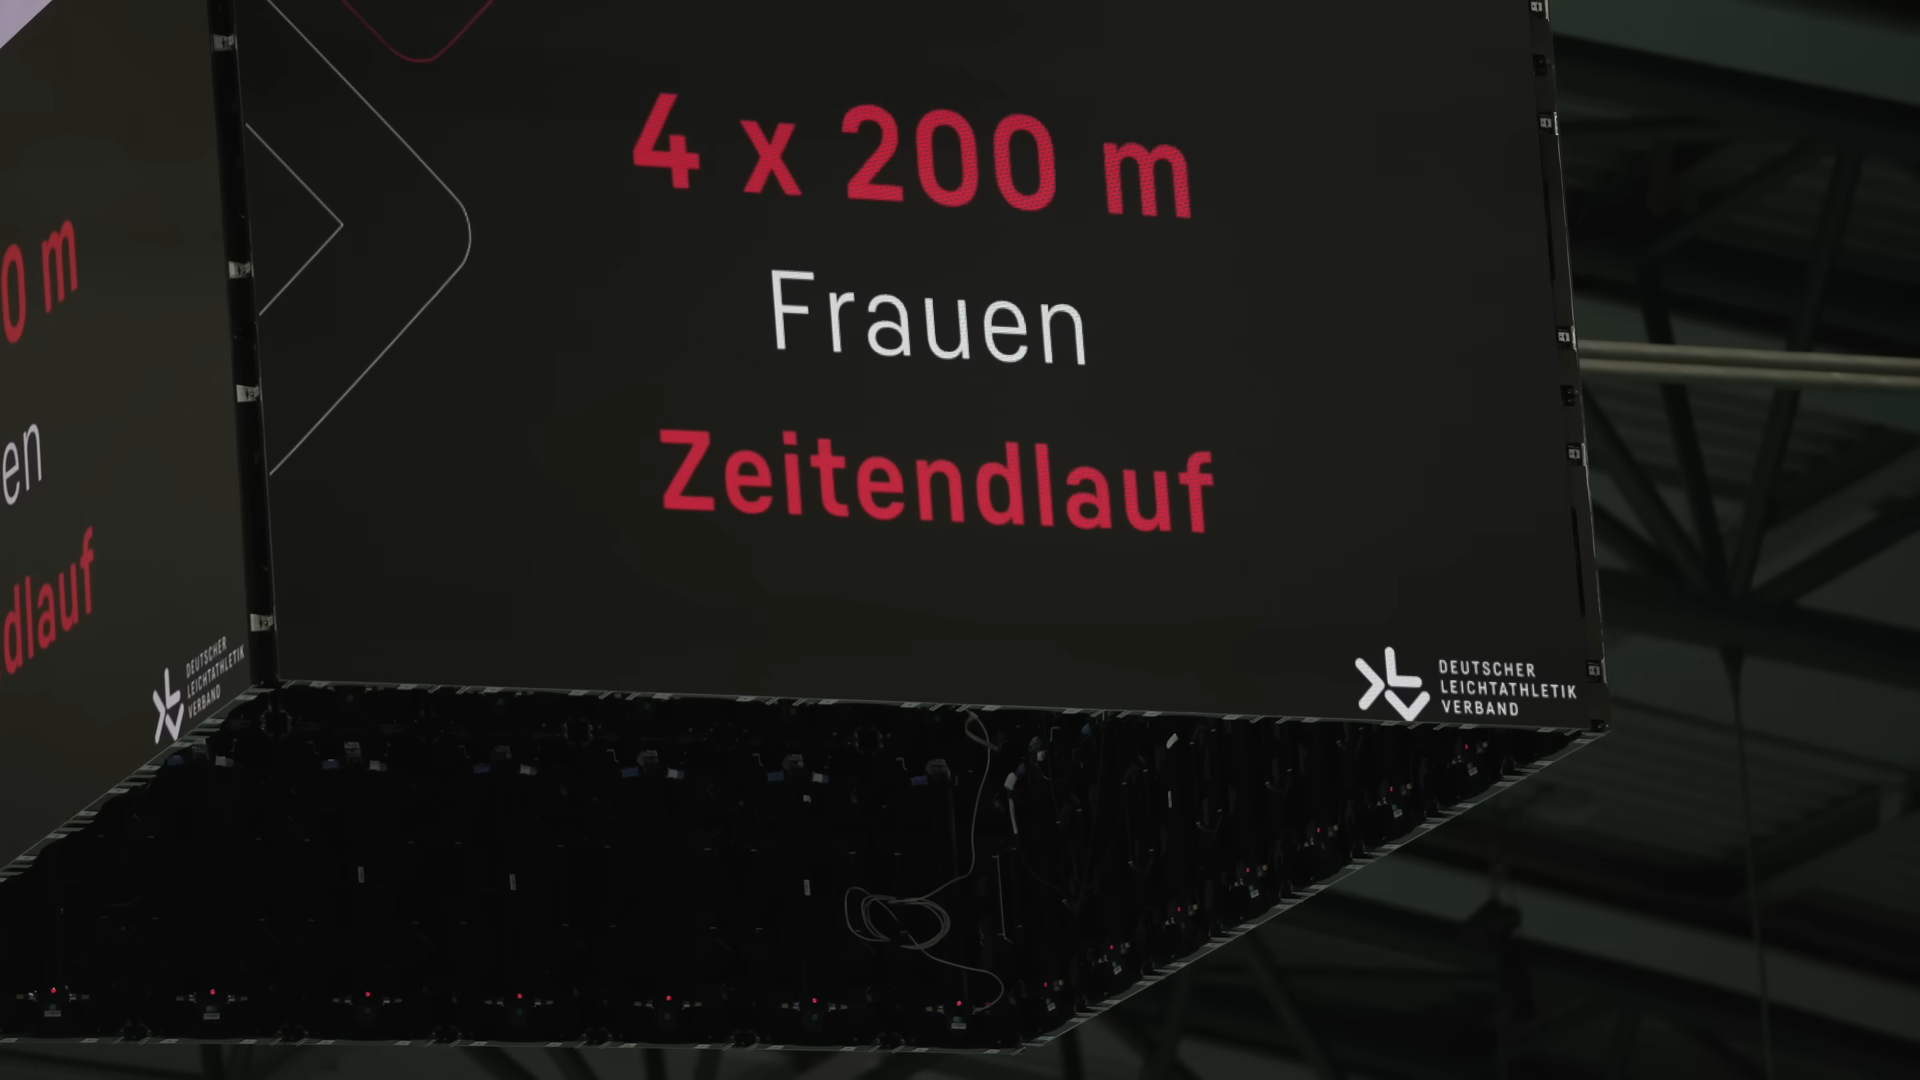 4 x 200 m
Frauen
Zeitendlauf
DEUTSCHER
LEICHTATHLETIK
VERBAND
0 m
en
dlauf
DEUTSCHER
LEICHTATHLETIK
VERBAND